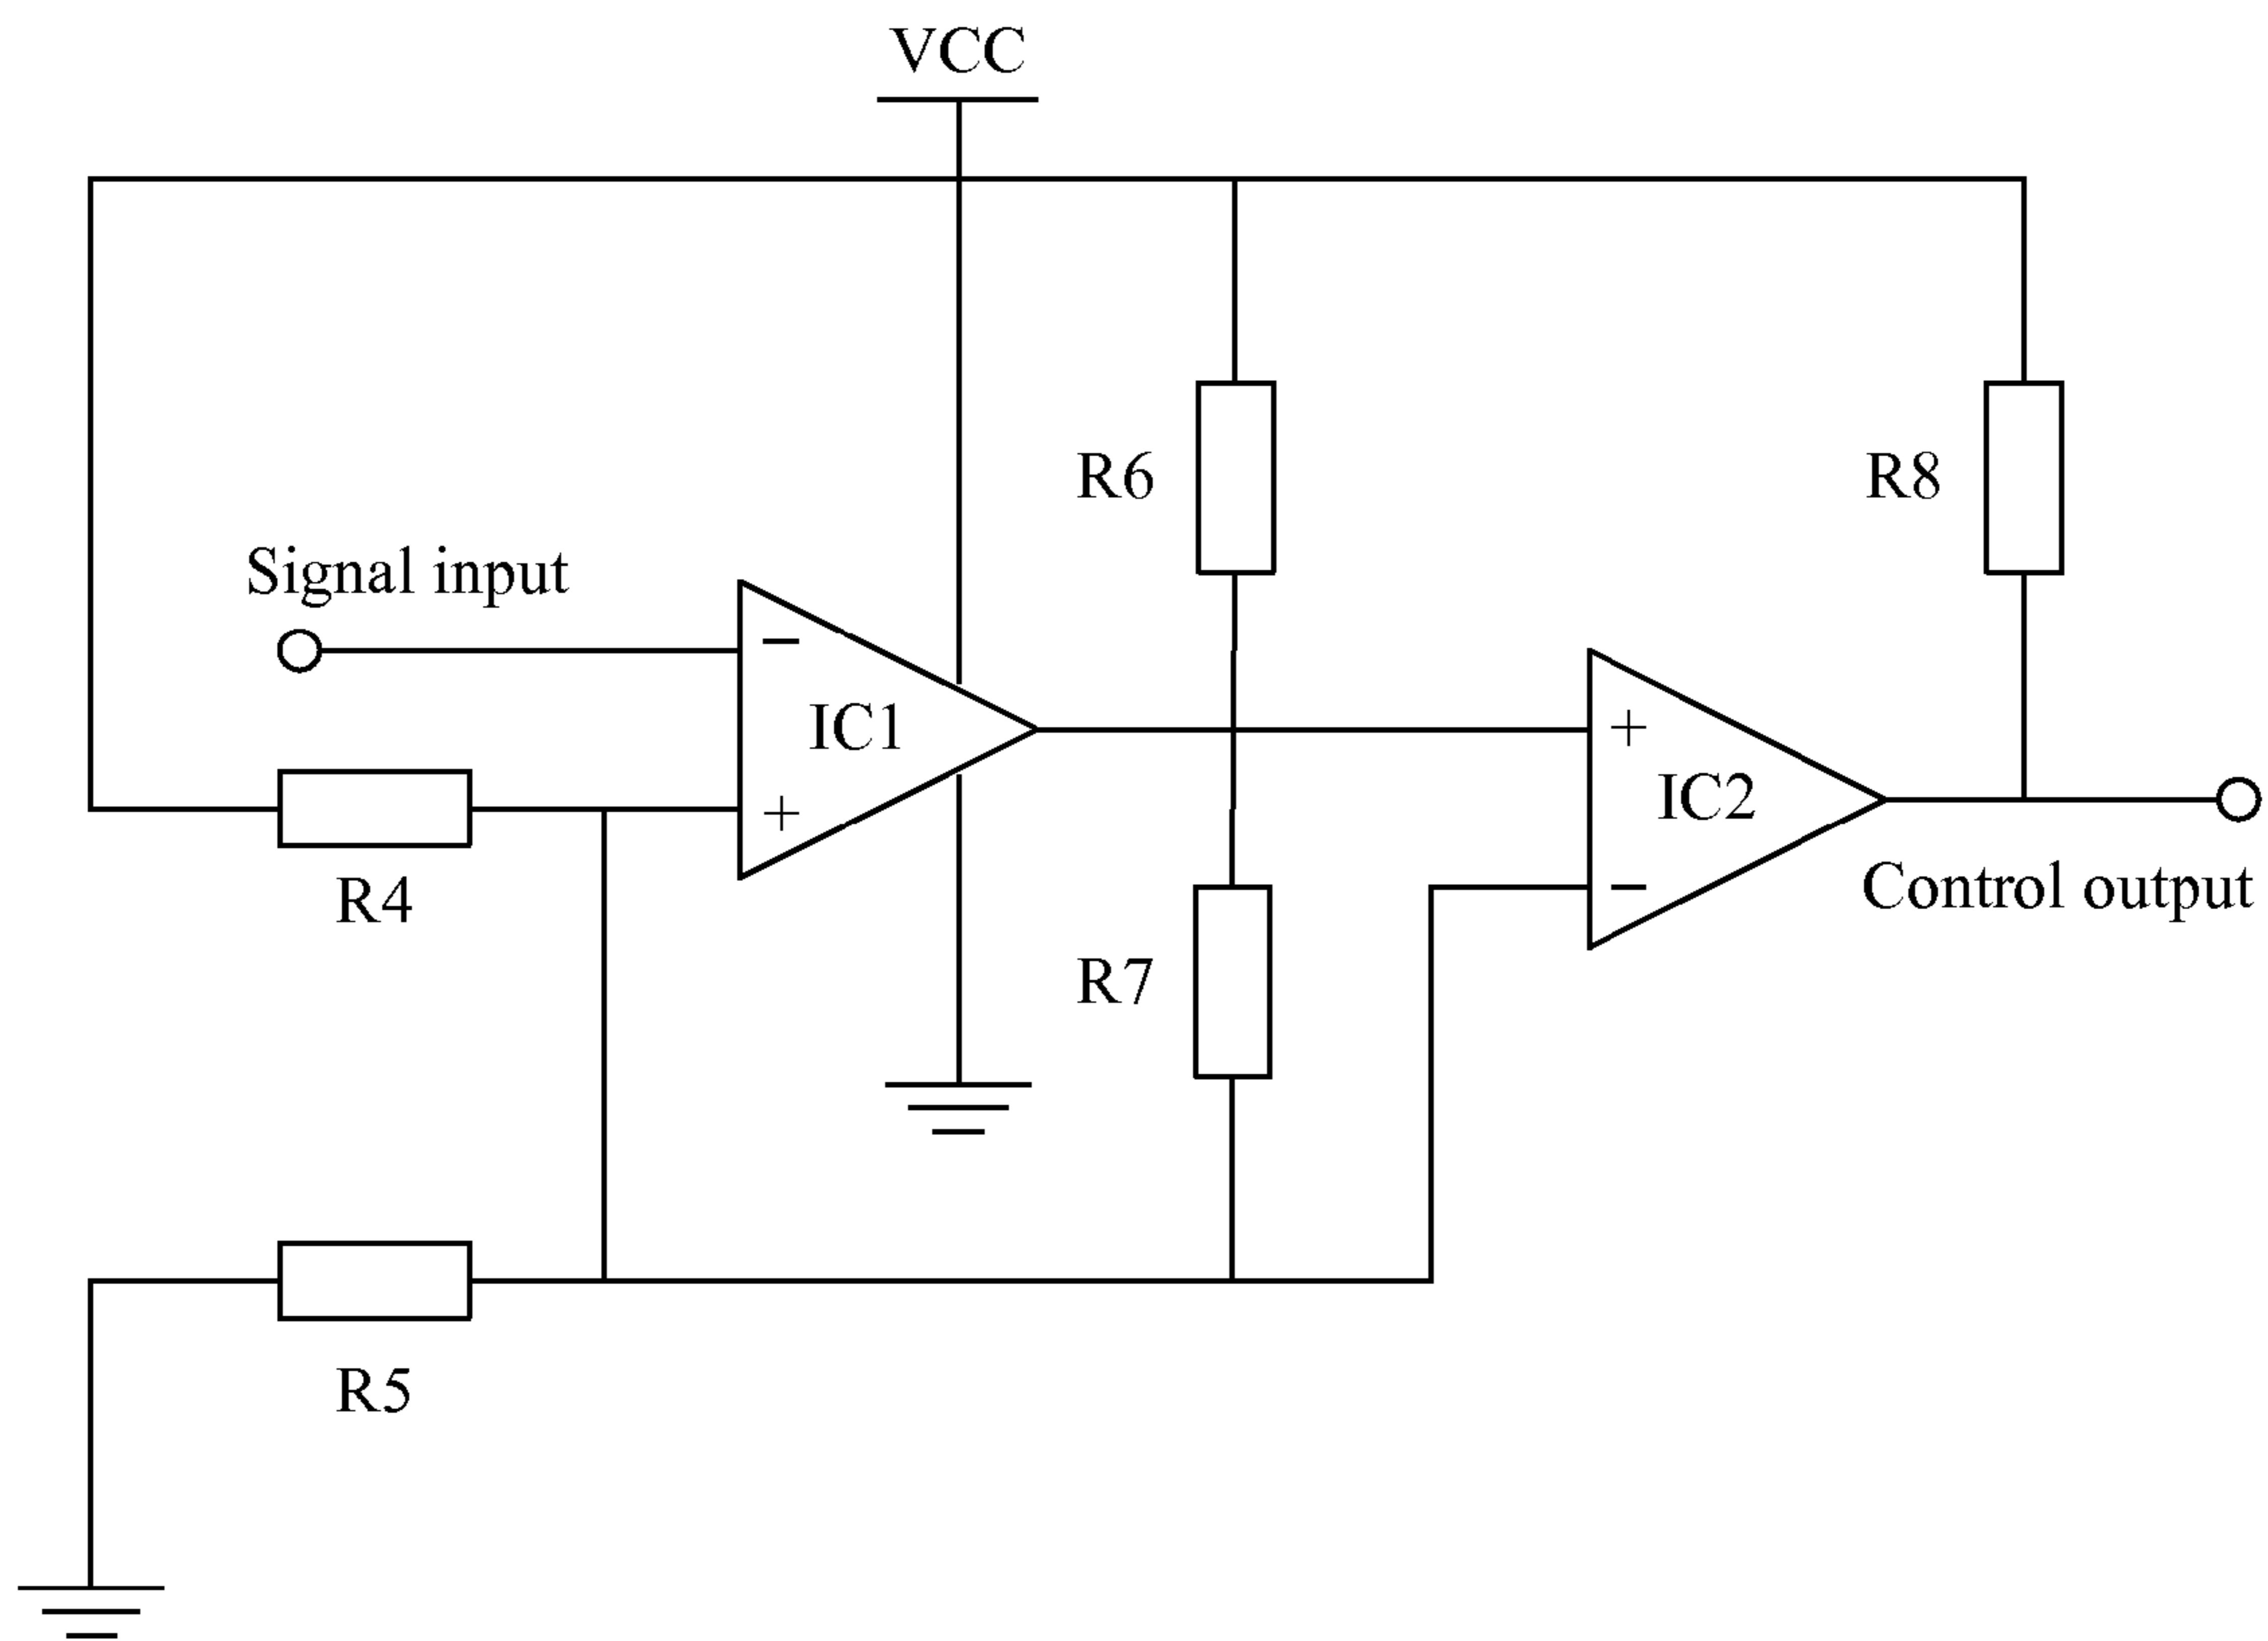 VCC
R6
R8
Signal input
IC1
+
IC2
+
R4
Control output
R7
R5